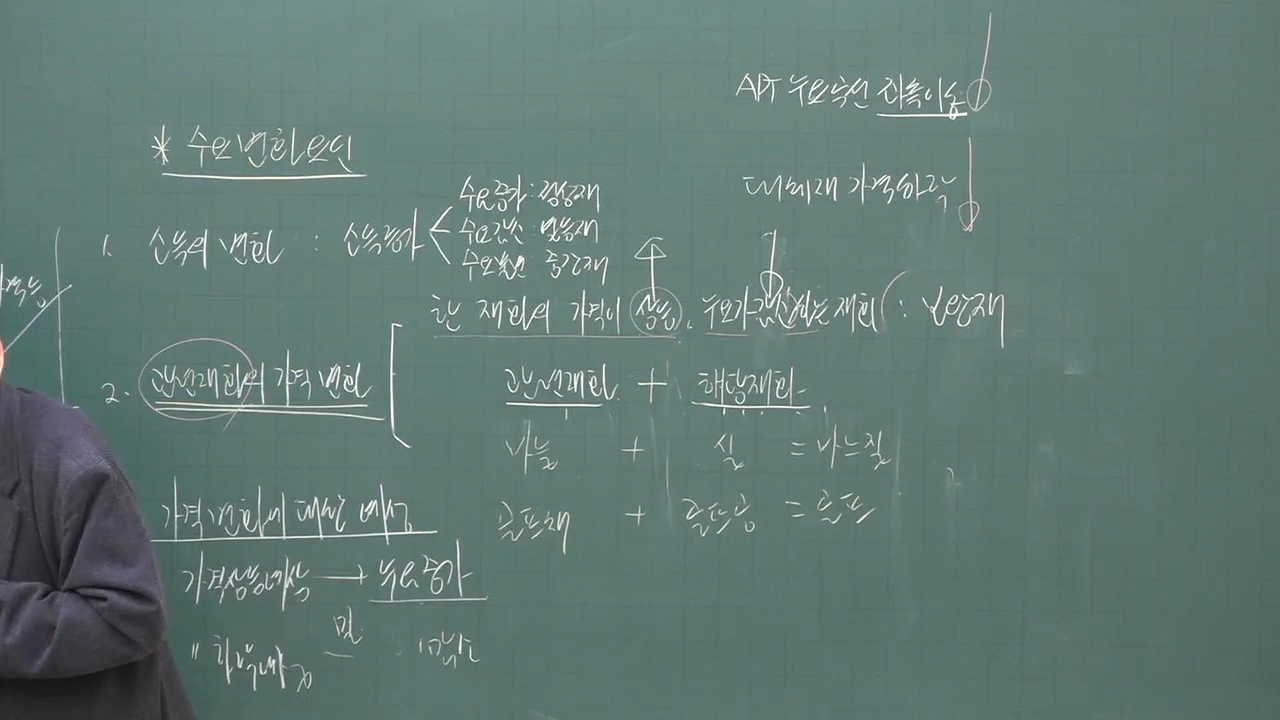 APT 수요곡선 좌측이동
* 수요변화요인
대체재 가격하락
수요증가 : 정상재
1. 소득의 변화 : 소득증가 < 수요감소 : 열등재
수요불변 : 중간재
한 재화의 가격이 상승, 수요가 감소하는 재화 : 보완재
2. 관련재화의 가격변화
관련재화 + 해당재화
바늘 + 실 = 바느질
골프채 + 골프공 = 골프
가격변화에 대한 예상
가격상승예상 → 수요증가
" 하락예상 감소